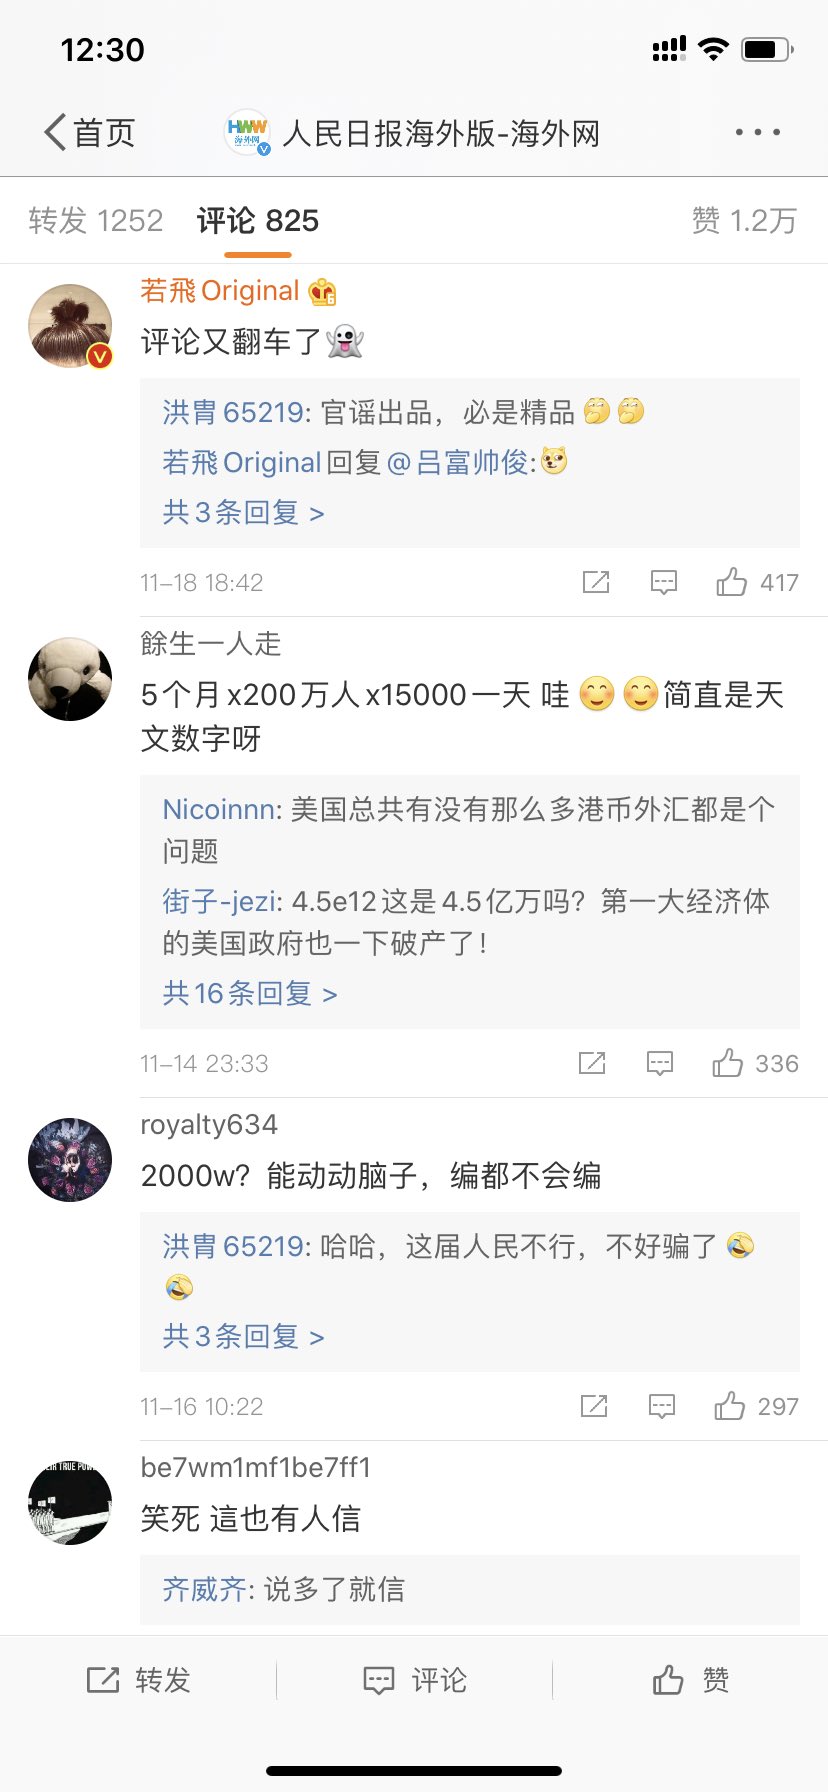 12:30
首页
HWW
海外网
人民日报海外版-海外网
转发 1252 评论 825 赞 1.2万
若飛Original
6
评论又翻车了
洪胄65219: 官谣出品，必是精品
若飛Original回复@吕富帅俊:
共3条回复 >
11-18 18:42 417
餘生一人走
5个月x200万人x15000一天 哇简直是天
文数字呀
Nicoinnn: 美国总共有没有那么多港币外汇都是个
问题
街子-jezi: 4.5e12这是4.5亿万吗？第一大经济体
的美国政府也一下破产了！
共16条回复 >
11-14 23:33 336
royalty634
2000w？能动动脑子，编都不会编
洪胄65219: 哈哈，这届人民不行，不好骗了
共3条回复 >
11-16 10:22 297
TRUE
be7wm1mf1be7ff1
笑死 這也有人信
齐威齐: 说多了就信
转发 评论 赞